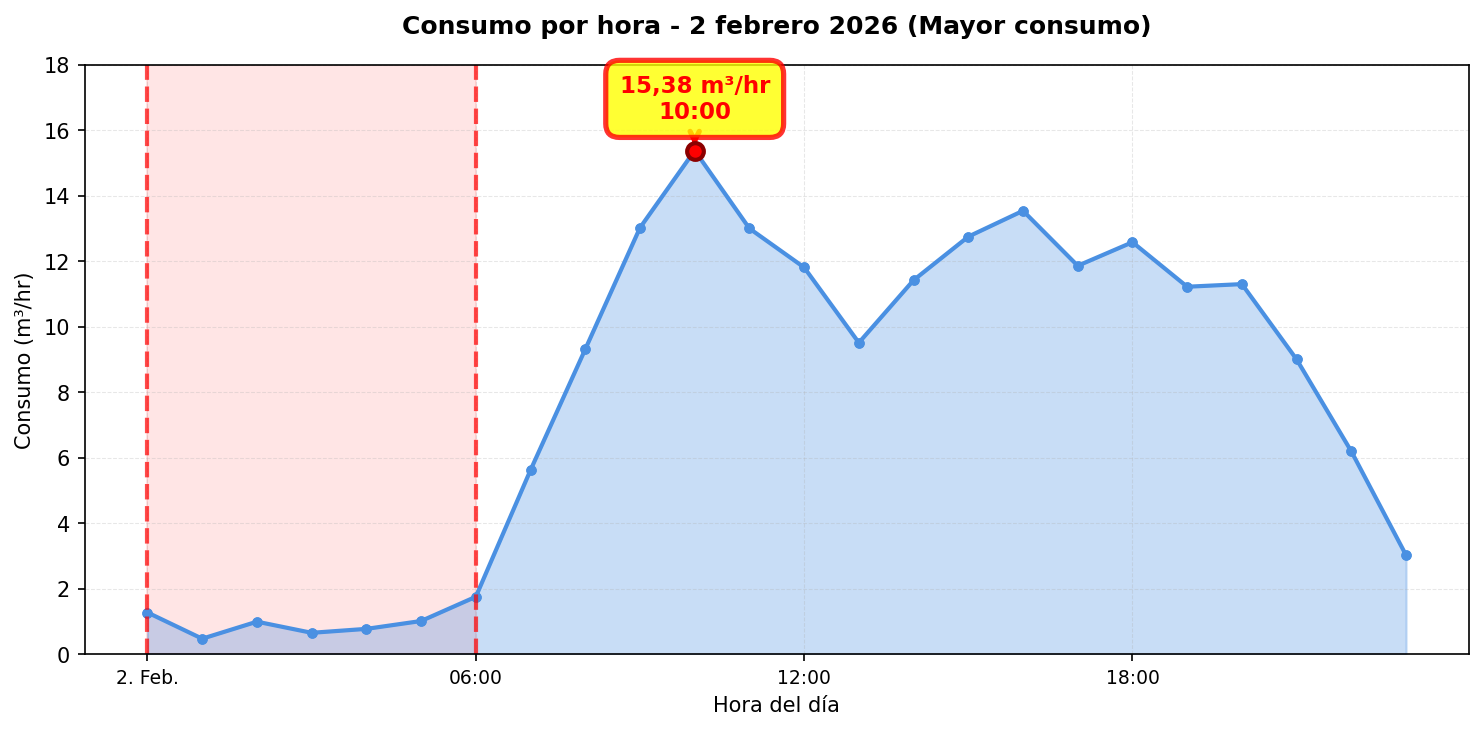 Consumo por hora - 2 febrero 2026 (Mayor consumo)
15,38 m³/hr
10:00
Consumo (m³/hr)
18
16
14
12
10
8
6
4
2
0
2. Feb.
06:00
12:00
18:00
Hora del día